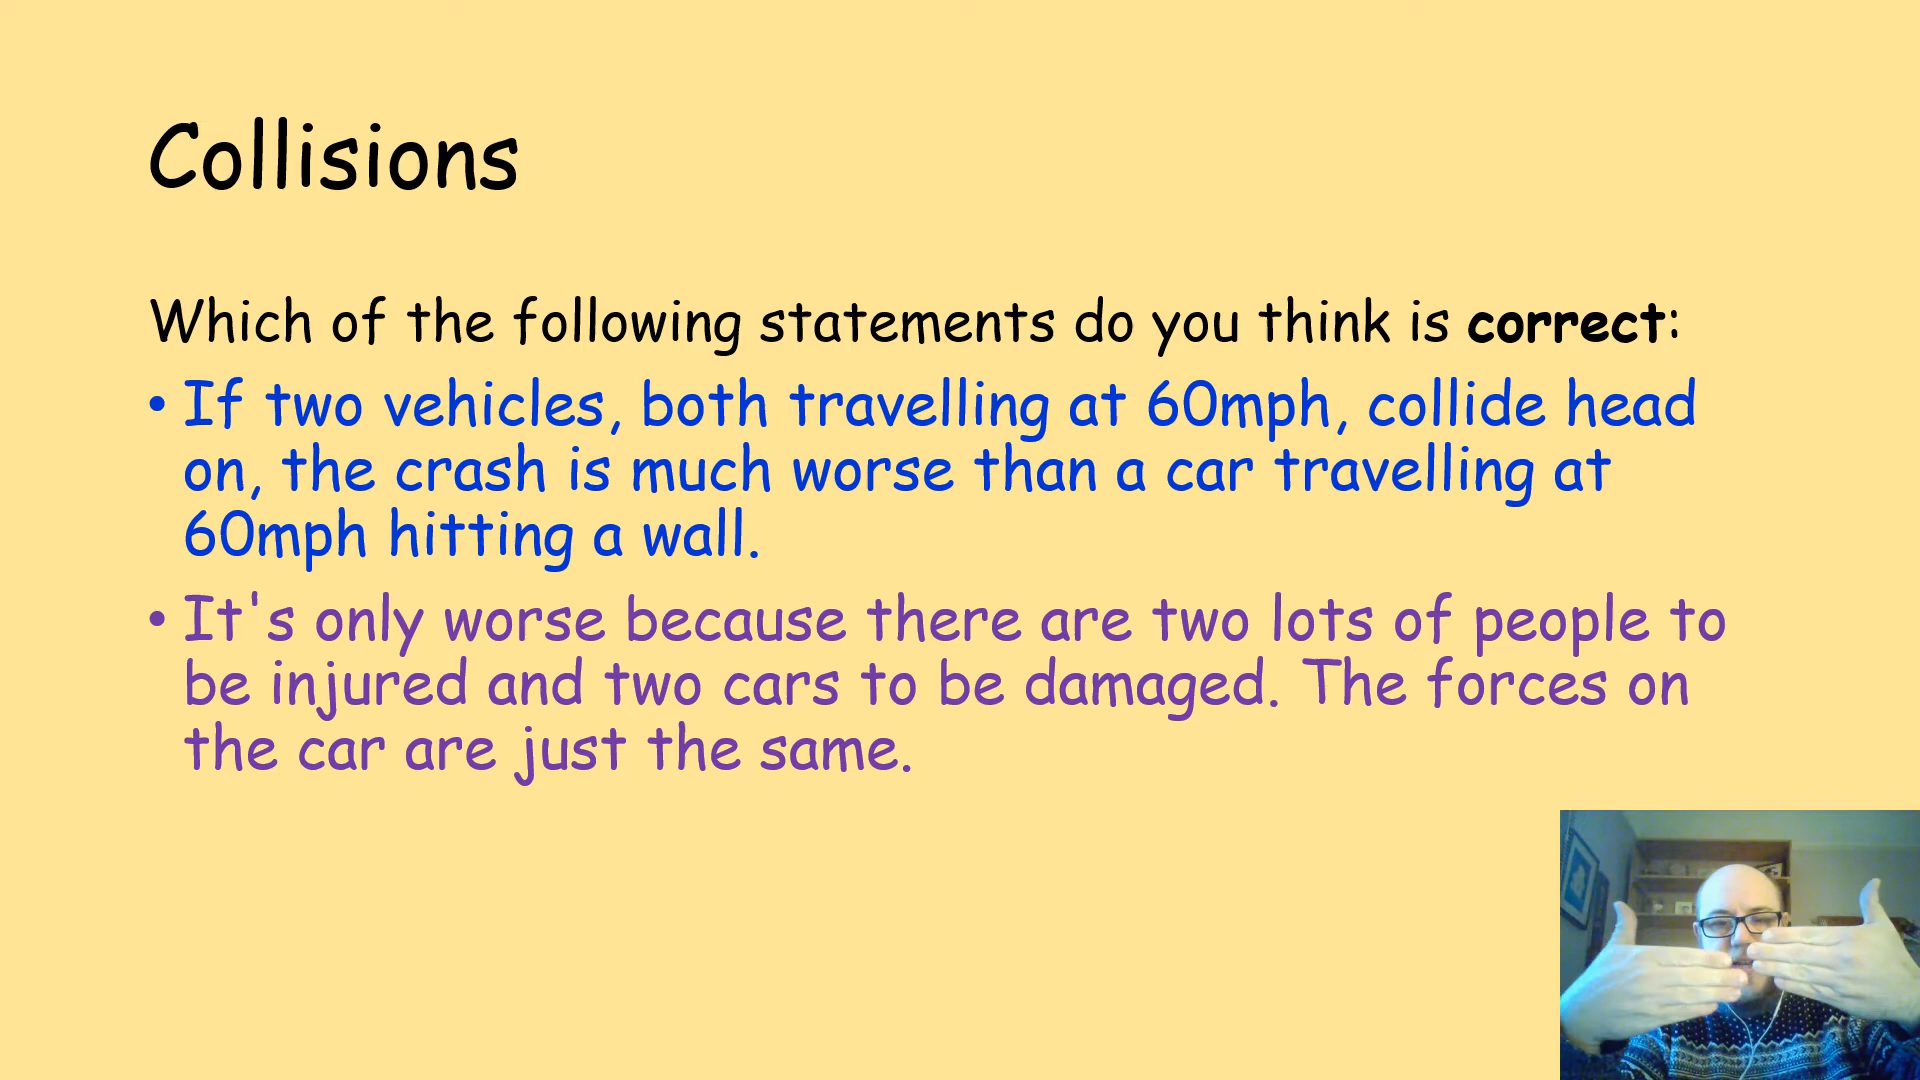 Collisions
Which of the following statements do you think is correct:
• If two vehicles, both travelling at 60mph, collide head
on, the crash is much worse than a car travelling at
60mph hitting a wall.
• It's only worse because there are two lots of people to
be injured and two cars to be damaged. The forces on
the car are just the same.